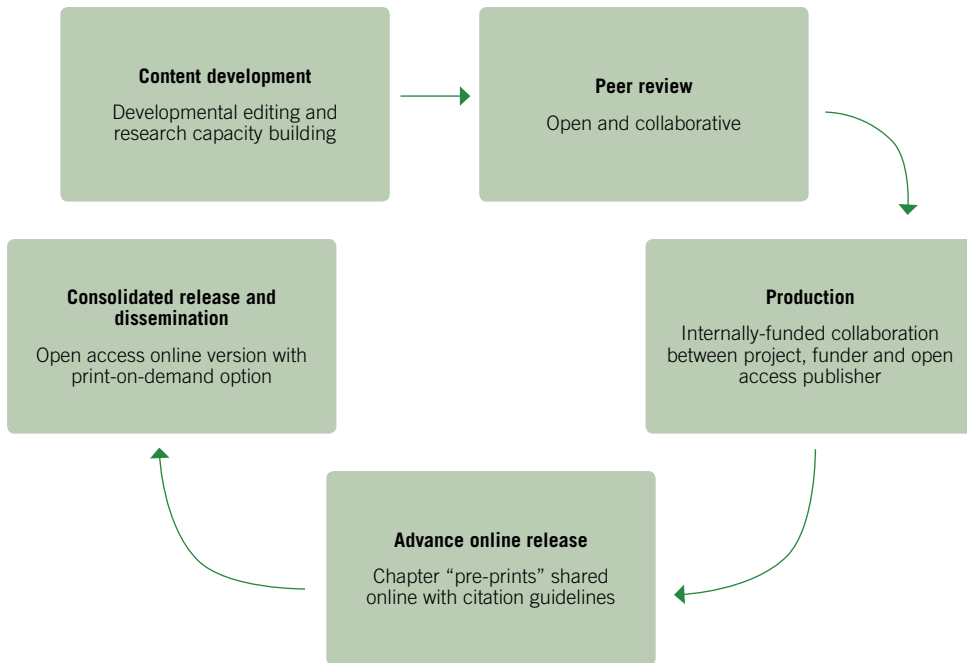 Content development
Developmental editing and
research capacity building
Peer review
Open and collaborative
Production
Internally-funded collaboration
between project, funder and open
access publisher
Advance online release
Chapter “pre-prints” shared
online with citation guidelines
Consolidated release and
dissemination
Open access online version with
print-on-demand option